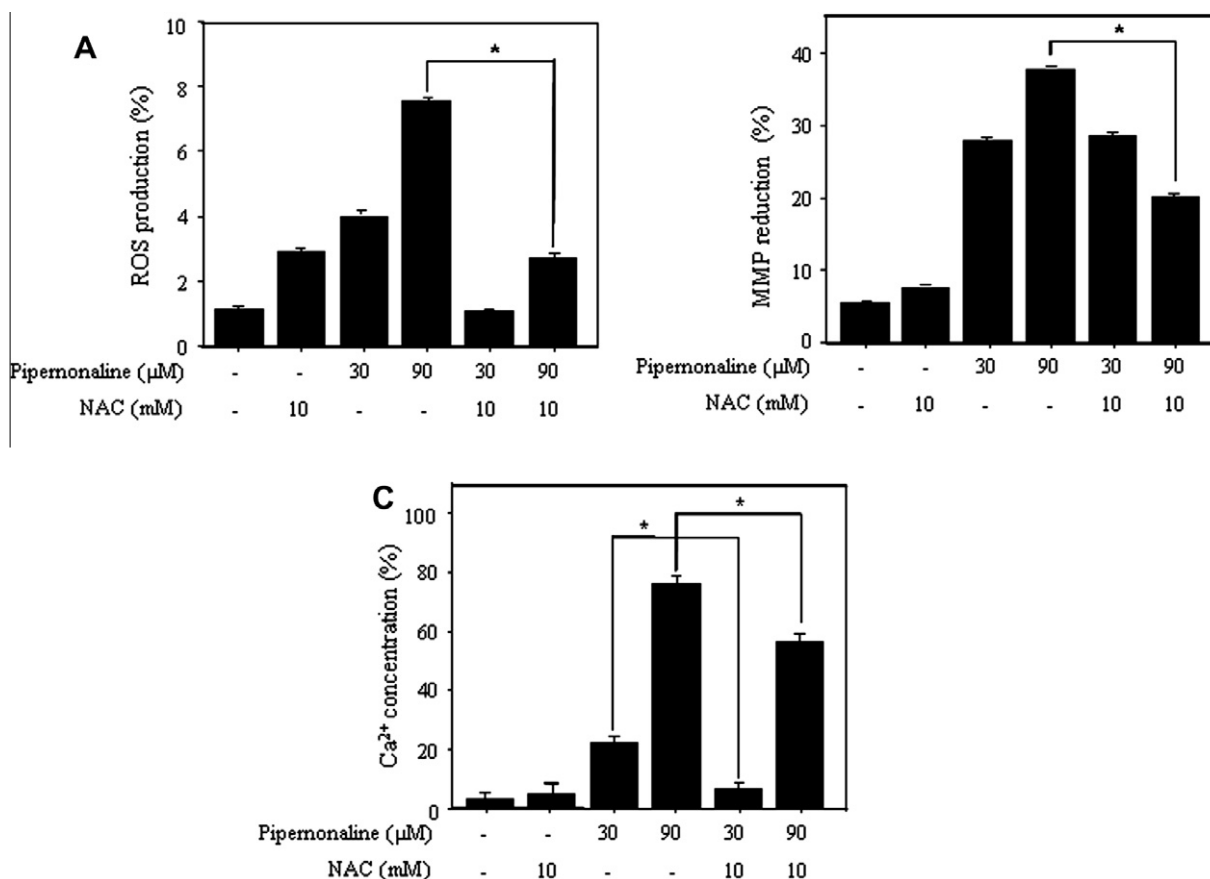 A
ROS production (%)
10
8
6
4
2
0
*
Pipernonaline (μM) - - 30 90 30 90
NAC (mM) - 10 - - 10 10
MMP reduction (%)
40
30
20
10
0
*
Pipernonaline (μM) - - 30 90 30 90
NAC (mM) - 10 - - 10 10
C
Ca²⁺ concentration (%)
100
80
60
40
20
0
*
*
Pipernonaline (μM) - - 30 90 30 90
NAC (mM) - 10 - - 10 10